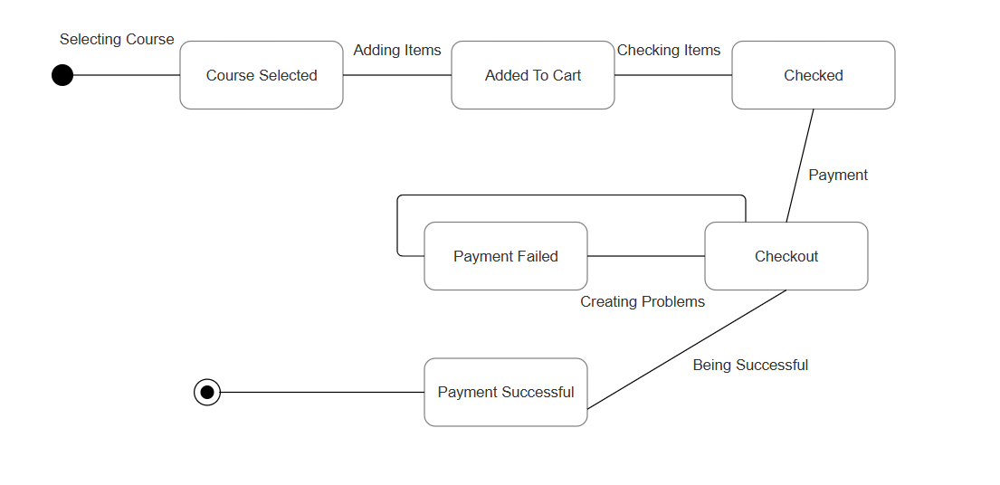 Selecting Course
Adding Items
Checking Items
Course Selected
Added To Cart
Checked
Payment
Payment Failed
Checkout
Creating Problems
Being Successful
Payment Successful